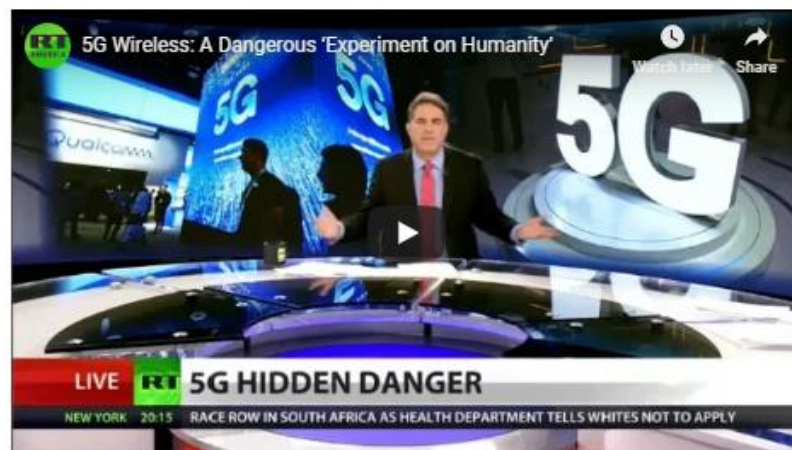 RT
AMERICA
5G Wireless: A Dangerous 'Experiment on Humanity'
Watch later
Share
5G
5G
5G
Qualcomm
LIVE
RT
5G HIDDEN DANGER
NEW YORK 20:15 RACE ROW IN SOUTH AFRICA AS HEALTH DEPARTMENT TELLS WHITES NOT TO APPLY